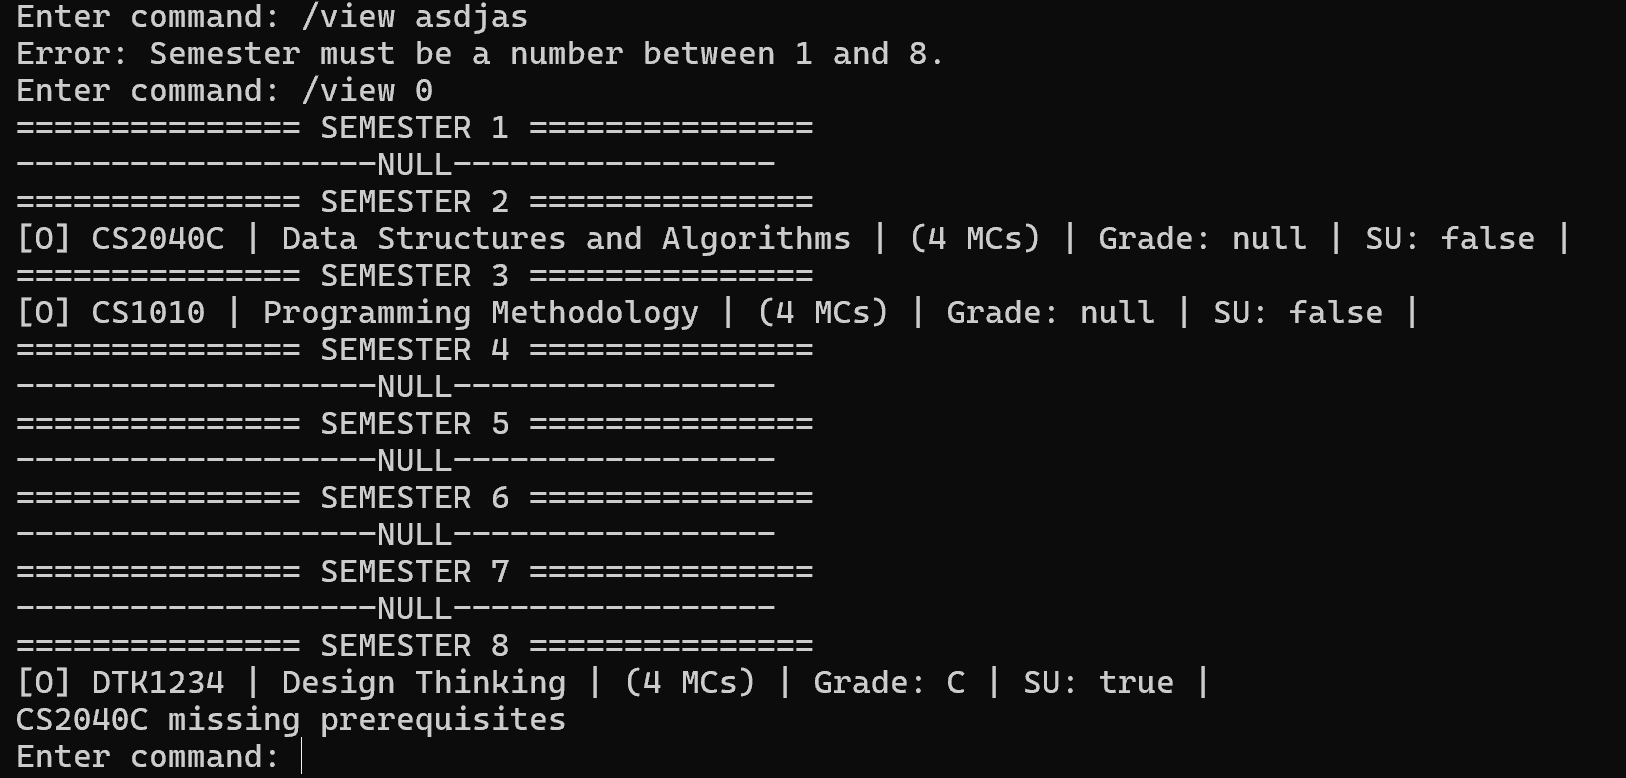 Enter command: /view asdjas
Error: Semester must be a number between 1 and 8.
Enter command: /view 0
=============== SEMESTER 1 ===============
-------------------NULL-----------------
=============== SEMESTER 2 ===============
[O] CS2040C | Data Structures and Algorithms | (4 MCs) | Grade: null | SU: false |
=============== SEMESTER 3 ===============
[O] CS1010 | Programming Methodology | (4 MCs) | Grade: null | SU: false |
=============== SEMESTER 4 ===============
-------------------NULL-----------------
=============== SEMESTER 5 ===============
-------------------NULL-----------------
=============== SEMESTER 6 ===============
-------------------NULL-----------------
=============== SEMESTER 7 ===============
-------------------NULL-----------------
=============== SEMESTER 8 ===============
[O] DTK1234 | Design Thinking | (4 MCs) | Grade: C | SU: true |
CS2040C missing prerequisites
Enter command: